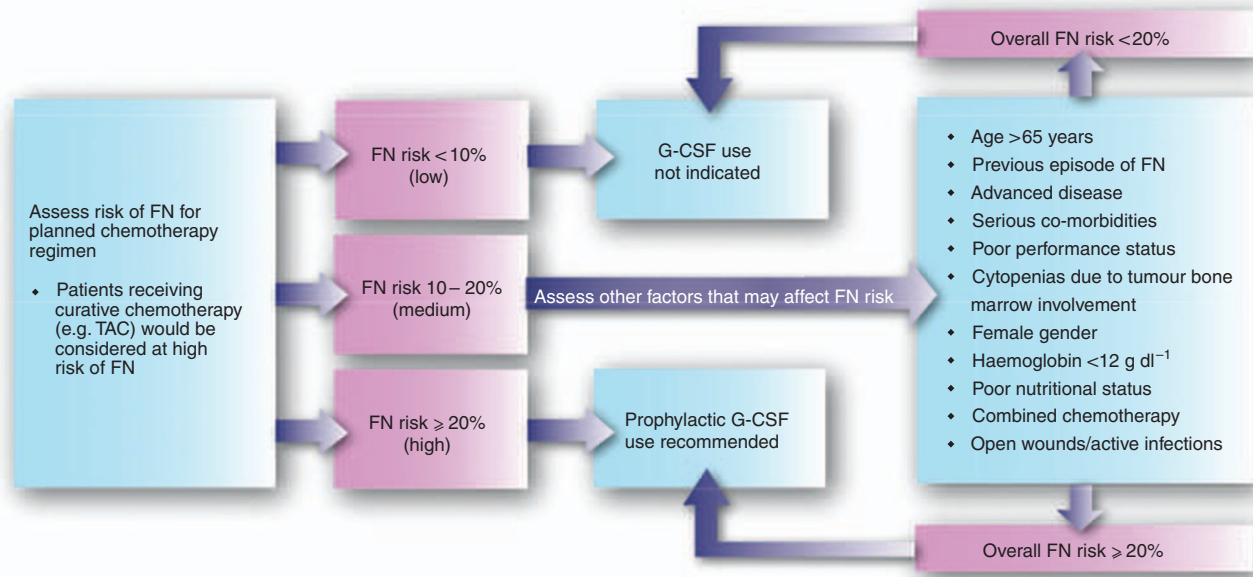 Assess risk of FN for
planned chemotherapy
regimen
◆ Patients receiving
curative chemotherapy
(e.g. TAC) would be
considered at high
risk of FN
FN risk <10%
(low)
G-CSF use
not indicated
FN risk 10–20%
(medium)
Assess other factors that may affect FN risk
FN risk ⩾ 20%
(high)
Prophylactic G-CSF
use recommended
Overall FN risk <20%
◆ Age >65 years
◆ Previous episode of FN
◆ Advanced disease
◆ Serious co-morbidities
◆ Poor performance status
◆ Cytopenias due to tumour bone
marrow involvement
◆ Female gender
◆ Haemoglobin <12 g dl⁻¹
◆ Poor nutritional status
◆ Combined chemotherapy
◆ Open wounds/active infections
Overall FN risk ⩾ 20%